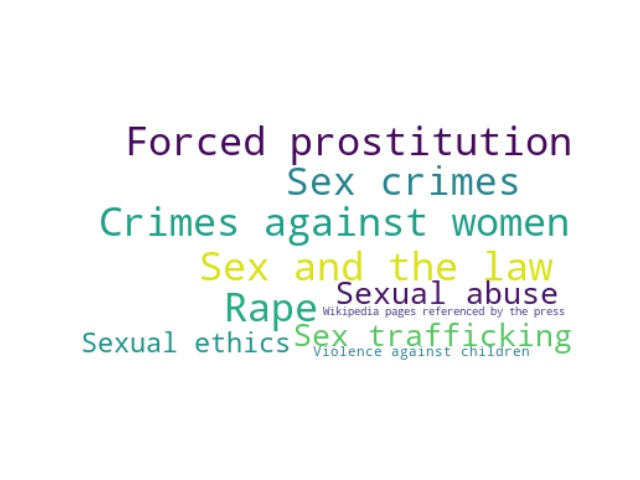 Forced prostitution
Sex crimes
Crimes against women
Sex and the law
Sexual abuse
Rape
Wikipedia pages referenced by the press
Sex trafficking
Sexual ethics
Violence against children